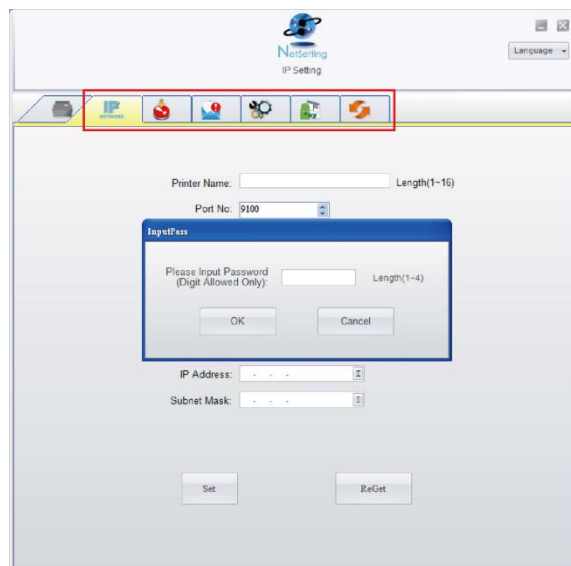 NetSetting
Language
IP Setting
IP
NETWORK
Printer Name:
Length(1~16)
Port No:
9100
InputPass
Please Input Password
(Digit Allowed Only):
Length(1~4)
OK
Cancel
IP Address:
Subnet Mask:
Set
ReGet